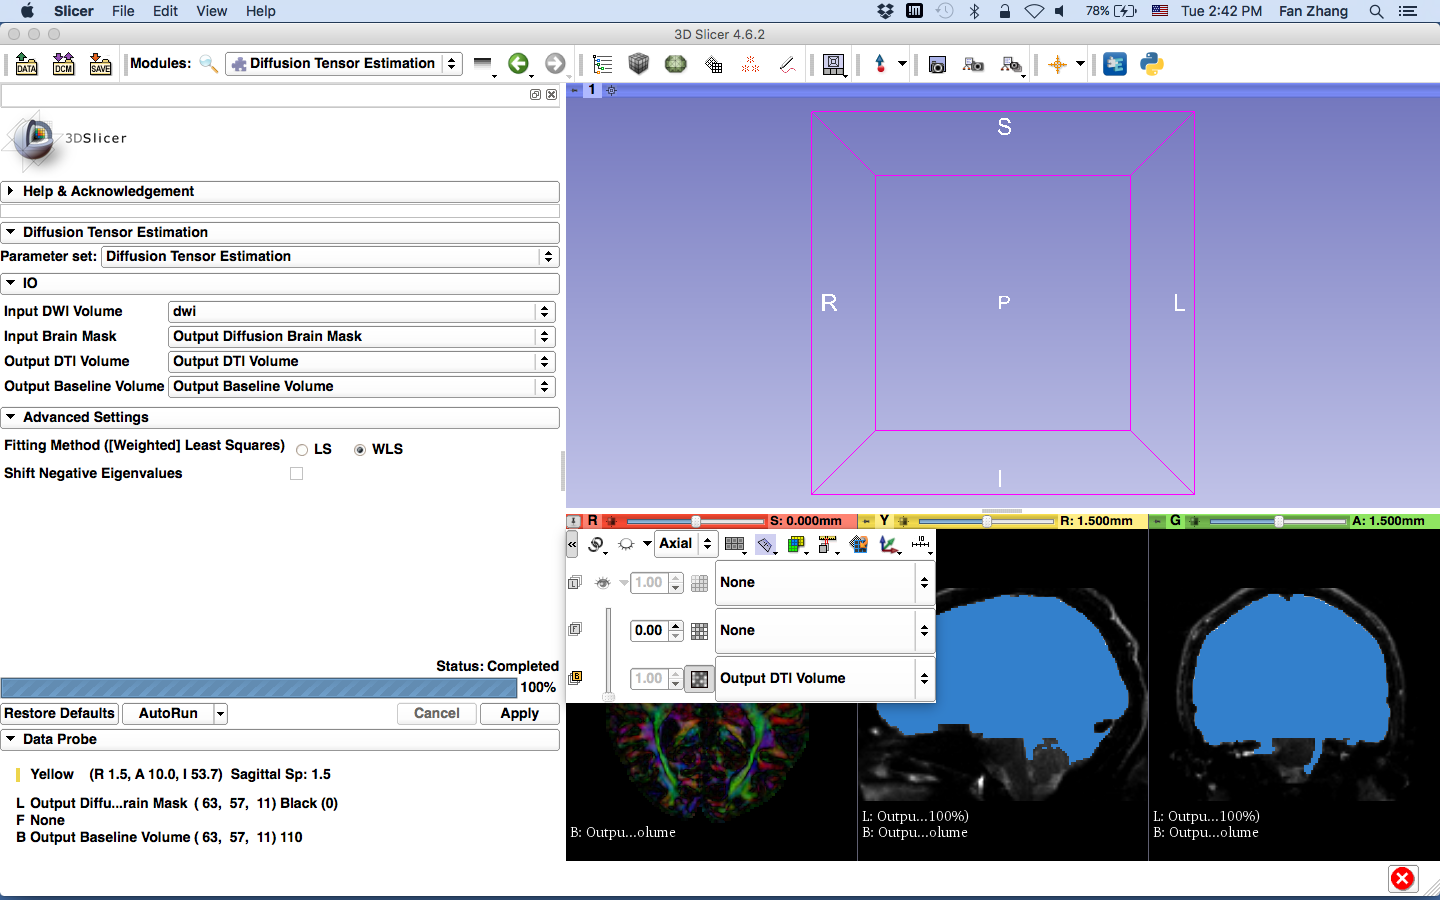 Slicer File Edit View Help 78% Tue 2:42 PM Fan Zhang
3D Slicer 4.6.2
DATA DCM SAVE Modules: Diffusion Tensor Estimation
1
3DSlicer
Help & Acknowledgement
Diffusion Tensor Estimation
Parameter set: Diffusion Tensor Estimation
IO
Input DWI Volume dwi
Input Brain Mask Output Diffusion Brain Mask
Output DTI Volume Output DTI Volume
Output Baseline Volume Output Baseline Volume
Advanced Settings
Fitting Method ([Weighted] Least Squares) LS WLS
Shift Negative Eigenvalues
Status: Completed
100%
Restore Defaults AutoRun Cancel Apply
Data Probe
Yellow (R 1.5, A 10.0, I 53.7) Sagittal Sp: 1.5
L Output Diffu...rain Mask ( 63, 57, 11) Black (0)
F None
B Output Baseline Volume ( 63, 57, 11) 110
S
R P L
I
R S: 0.000mm Y R: 1.500mm G A: 1.500mm
Axial
L 1.00 None
F 0.00 None
B 1.00 Output DTI Volume
B: Outpu...olume
L: Outpu...100%)
B: Outpu...olume
L: Outpu...100%)
B: Outpu...olume